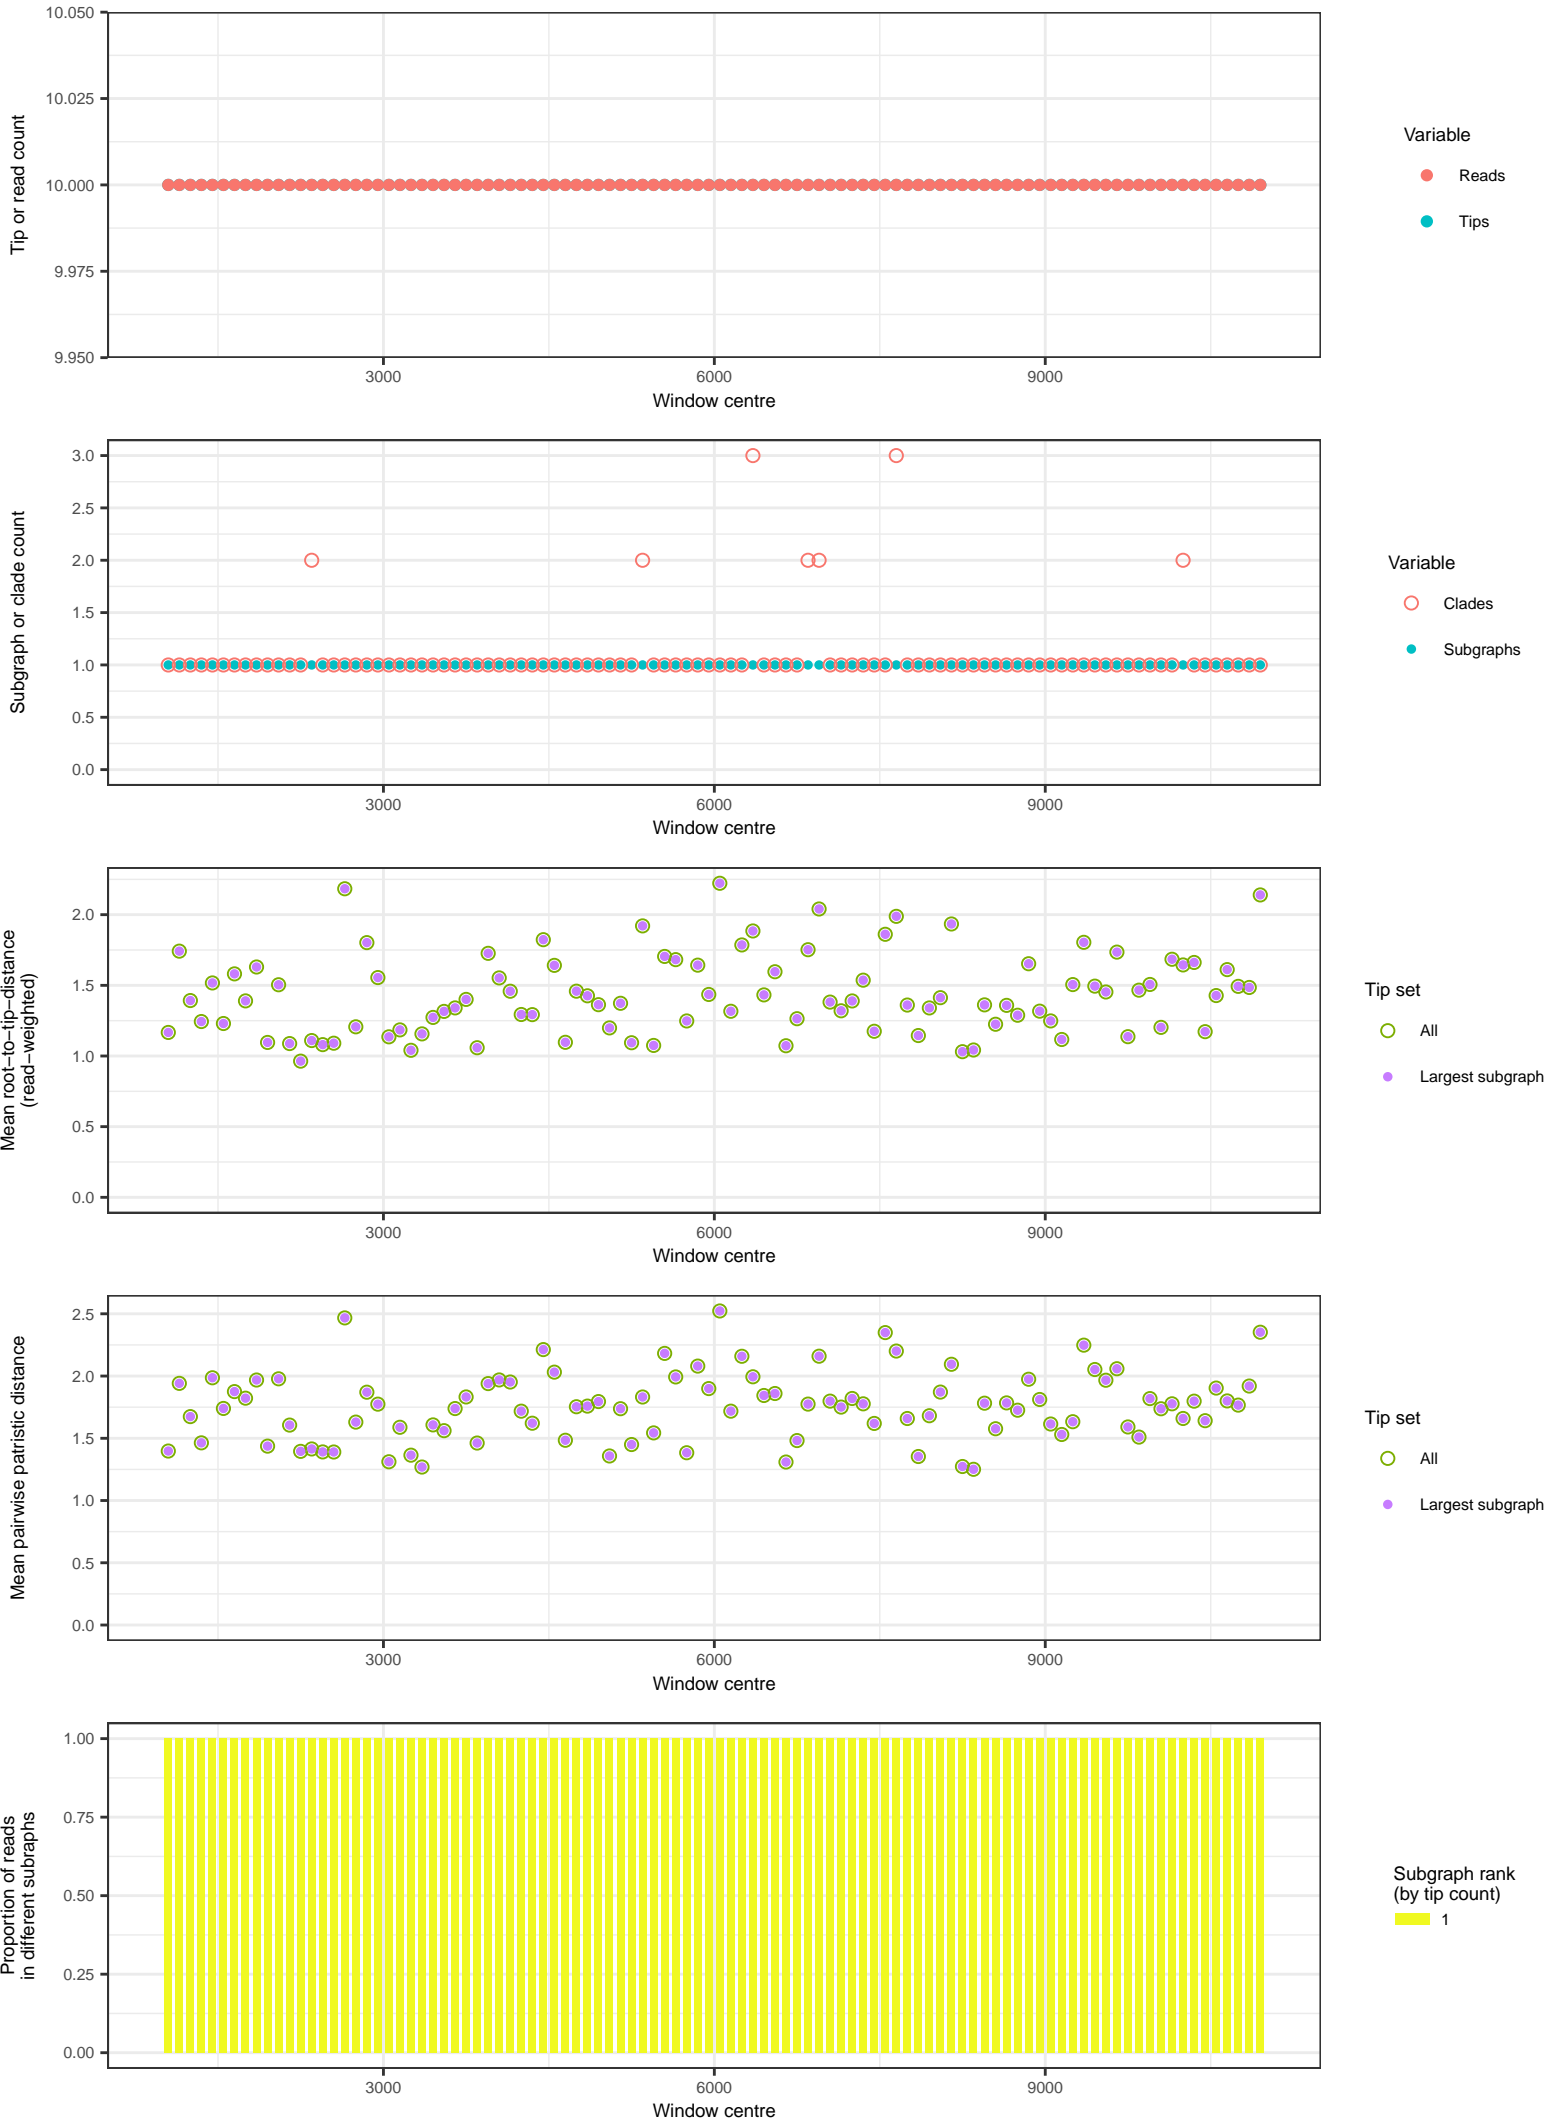 10.050
10.025
10.000
9.975
9.950
Tip or read count
3000
6000
9000
Window centre
Variable
Reads
Tips
3.0
2.5
2.0
1.5
1.0
0.5
0.0
Subgraph or clade count
3000
6000
9000
Window centre
Variable
Clades
Subgraphs
2.0
1.5
1.0
0.5
0.0
Mean root−to−tip−distance
(read−weighted)
3000
6000
9000
Window centre
Tip set
All
Largest subgraph
2.5
2.0
1.5
1.0
0.5
0.0
Mean pairwise patristic distance
3000
6000
9000
Window centre
Tip set
All
Largest subgraph
1.00
0.75
0.50
0.25
0.00
Proportion of reads
in different subraphs
3000
6000
9000
Window centre
Subgraph rank
(by tip count)
1